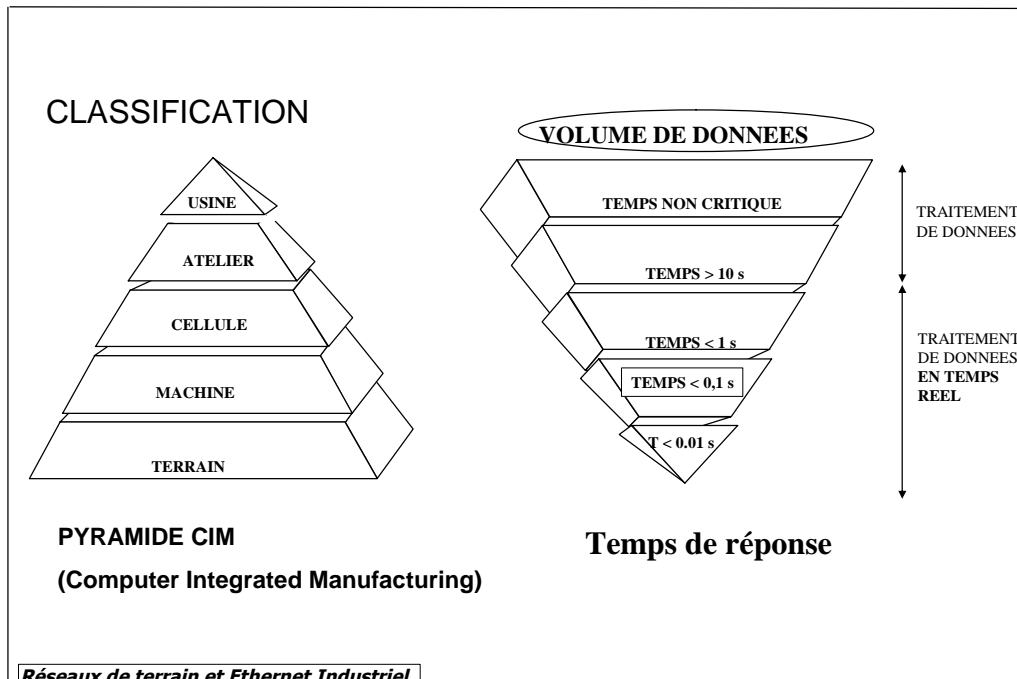 CLASSIFICATION
USINE
ATELIER
CELLULE
MACHINE
TERRAIN
PYRAMIDE CIM
(Computer Integrated Manufacturing)
VOLUME DE DONNEES
TEMPS NON CRITIQUE
TEMPS > 10 s
TEMPS < 1 s
TEMPS < 0,1 s
T < 0.01 s
Temps de réponse
TRAITEMENT
DE DONNEES
TRAITEMENT
DE DONNEES
EN TEMPS
REEL
Réseaux de terrain et Ethernet Industriel